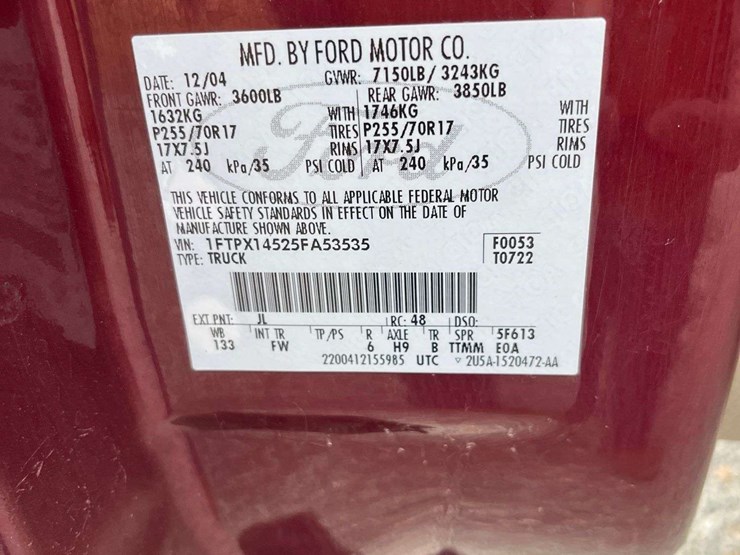 MFD. BY FORD MOTOR CO.
DATE: 12/04 GVWR: 7150LB/ 3243KG
FRONT GAWR: 3600LB REAR GAWR: 3850LB
1632KG WITH 1746KG WITH
P255/70R17 TIRES P255/70R17 TIRES
17X7.5J RIMS 17X7.5J RIMS
AT 240 kPa/35 PSI COLD AT 240 kPa/35 PSI COLD
THIS VEHICLE CONFORMS TO ALL APPLICABLE FEDERAL MOTOR
VEHICLE SAFETY STANDARDS IN EFFECT ON THE DATE OF
MANUFACTURE SHOWN ABOVE.
VIN: 1FTPX14525FA53535 F0053
TYPE: TRUCK T0722
EXT PNT: JL RC: 48 DSO:
WB INT TR TP/PS R AXLE TR SPR 5F613
133 FW 6 H9 B TTMM E0A
2200412155985 UTC 2U5A-1520472-AA
Ford